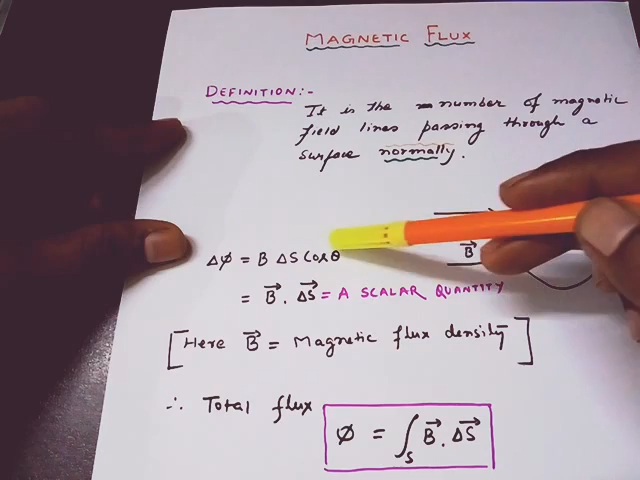 MAGNETIC FLUX
DEFINITION:-
It is the number of magnetic
field lines passing through a
surface normally.
Δφ = B ΔS Cosθ
B⃗
= B⃗ . ΔS⃗ = A SCALAR QUANTITY
[Here B⃗ = Magnetic flux density]
∴ Total flux
φ = ∫S B⃗ . ΔS⃗